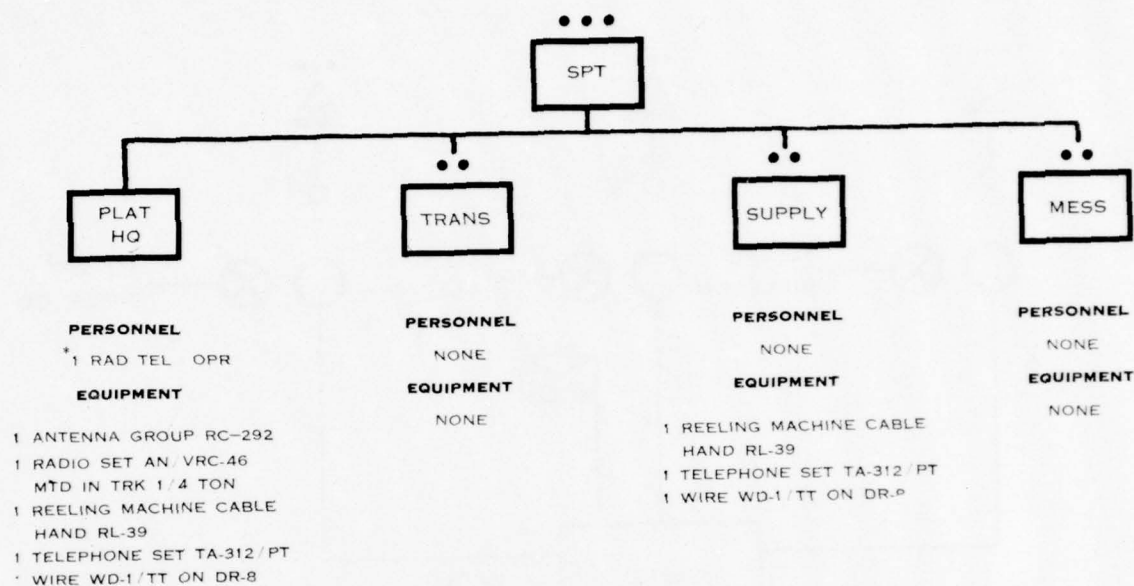 SPT
PLAT
HQ
TRANS
SUPPLY
MESS
PERSONNEL
*1 RAD TEL OPR
EQUIPMENT
1 ANTENNA GROUP RC-292
1 RADIO SET AN/VRC-46
MTD IN TRK 1/4 TON
1 REELING MACHINE CABLE
HAND RL-39
1 TELEPHONE SET TA-312/PT
WIRE WD-1/TT ON DR-8
PERSONNEL
NONE
EQUIPMENT
NONE
PERSONNEL
NONE
EQUIPMENT
1 REELING MACHINE CABLE
HAND RL-39
1 TELEPHONE SET TA-312/PT
1 WIRE WD-1/TT ON
PERSONNEL
NONE
EQUIPMENT
NONE